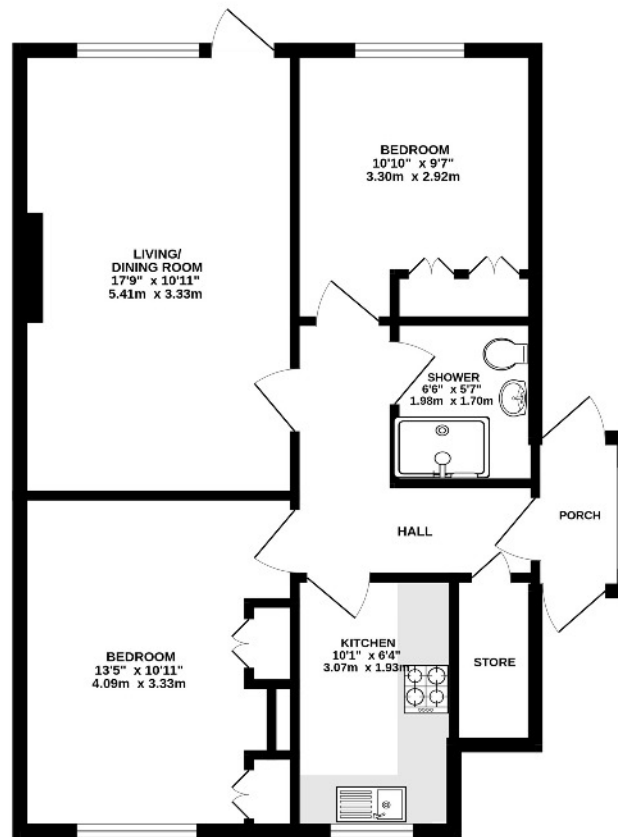 BEDROOM
10'10" x 9'7"
3.30m x 2.92m
LIVING/
DINING ROOM
17'9" x 10'11"
5.41m x 3.33m
SHOWER
6'6" x 5'7"
1.98m x 1.70m
HALL
PORCH
BEDROOM
13'5" x 10'11"
4.09m x 3.33m
KITCHEN
10'1" x 6'4"
3.07m x 1.93m
STORE